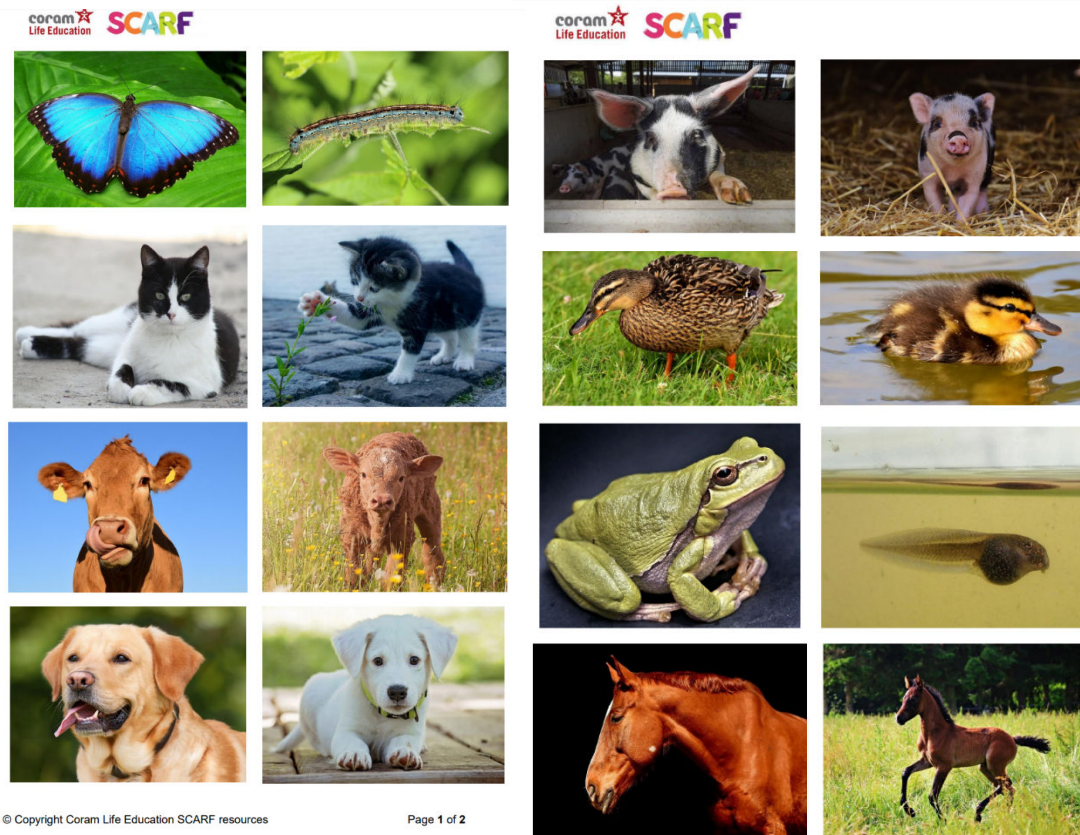 coram
Life Education
SCARF
coram
Life Education
SCARF
© Copyright Coram Life Education SCARF resources
Page 1 of 2